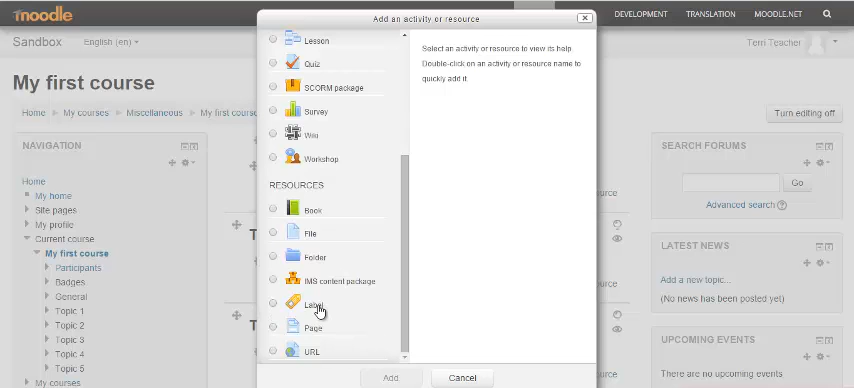 moodle
DEVELOPMENT TRANSLATION MOODLE.NET
Sandbox English (en)
Terri Teacher
My first course
Home My courses Miscellaneous My first cours
Turn editing off
NAVIGATION
Home
My home
Site pages
My profile
Current course
My first course
Participants
Badges
General
Topic 1
Topic 2
Topic 3
Topic 4
Topic 5
My courses
Add an activity or resource
Lesson
Quiz
SCORM package
Survey
Wiki
Workshop
RESOURCES
Book
File
Folder
IMS content package
Label
Page
URL
Select an activity or resource to view its help.
Double-click on an activity or resource name to
quickly add it.
Add Cancel
SEARCH FORUMS
Go
Advanced search
LATEST NEWS
Add a new topic...
(No news has been posted yet)
UPCOMING EVENTS
There are no upcoming events